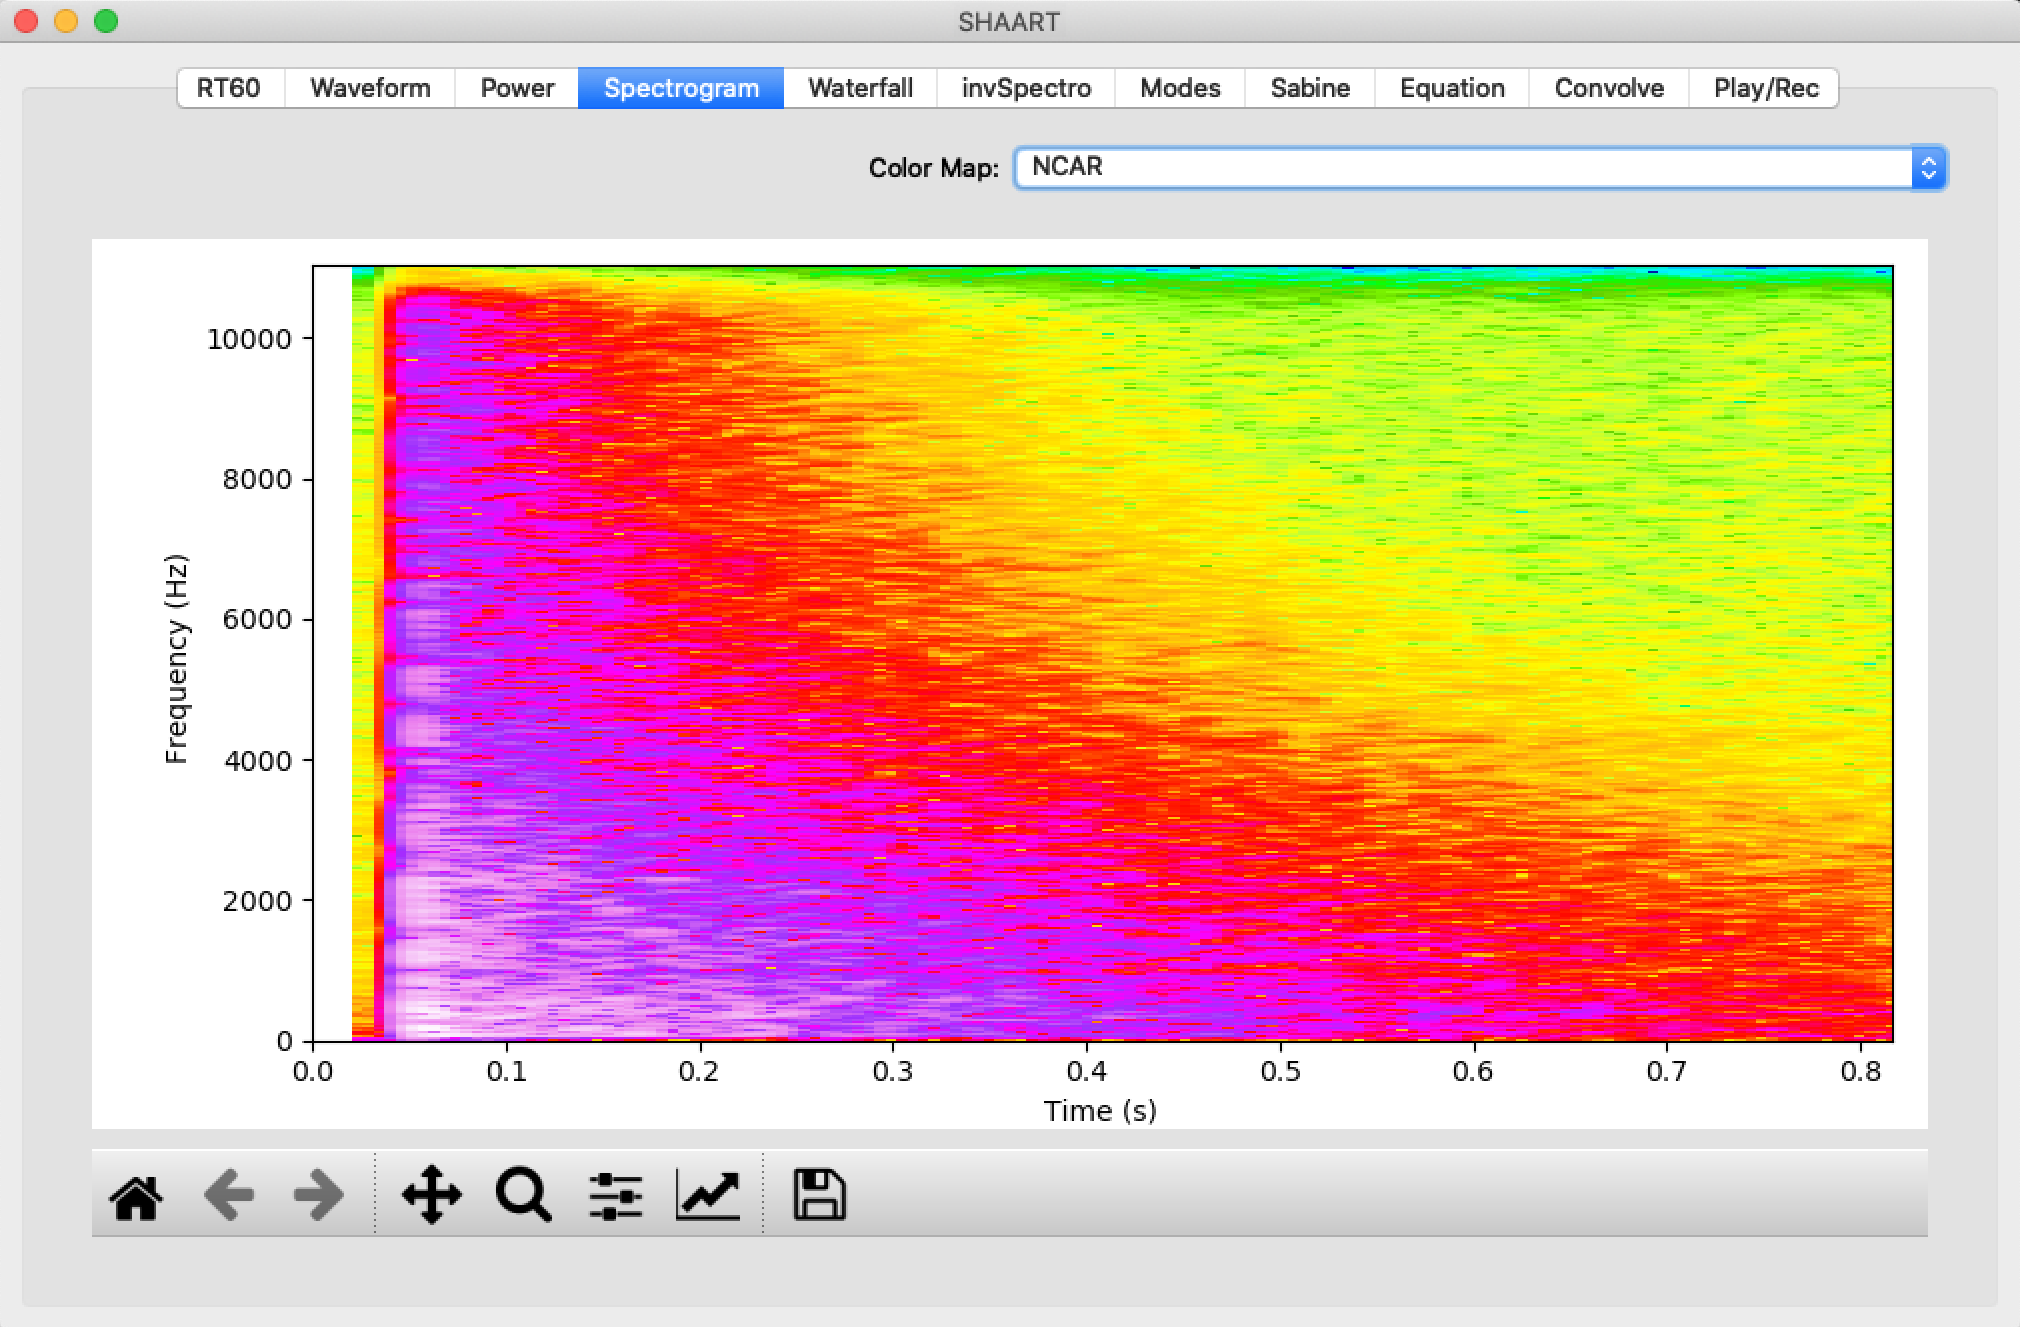 SHAART
RT60 Waveform Power Spectrogram Waterfall invSpectro Modes Sabine Equation Convolve Play/Rec
Color Map: NCAR
10000
8000
6000
4000
2000
0
Frequency (Hz)
0.0 0.1 0.2 0.3 0.4 0.5 0.6 0.7 0.8
Time (s)